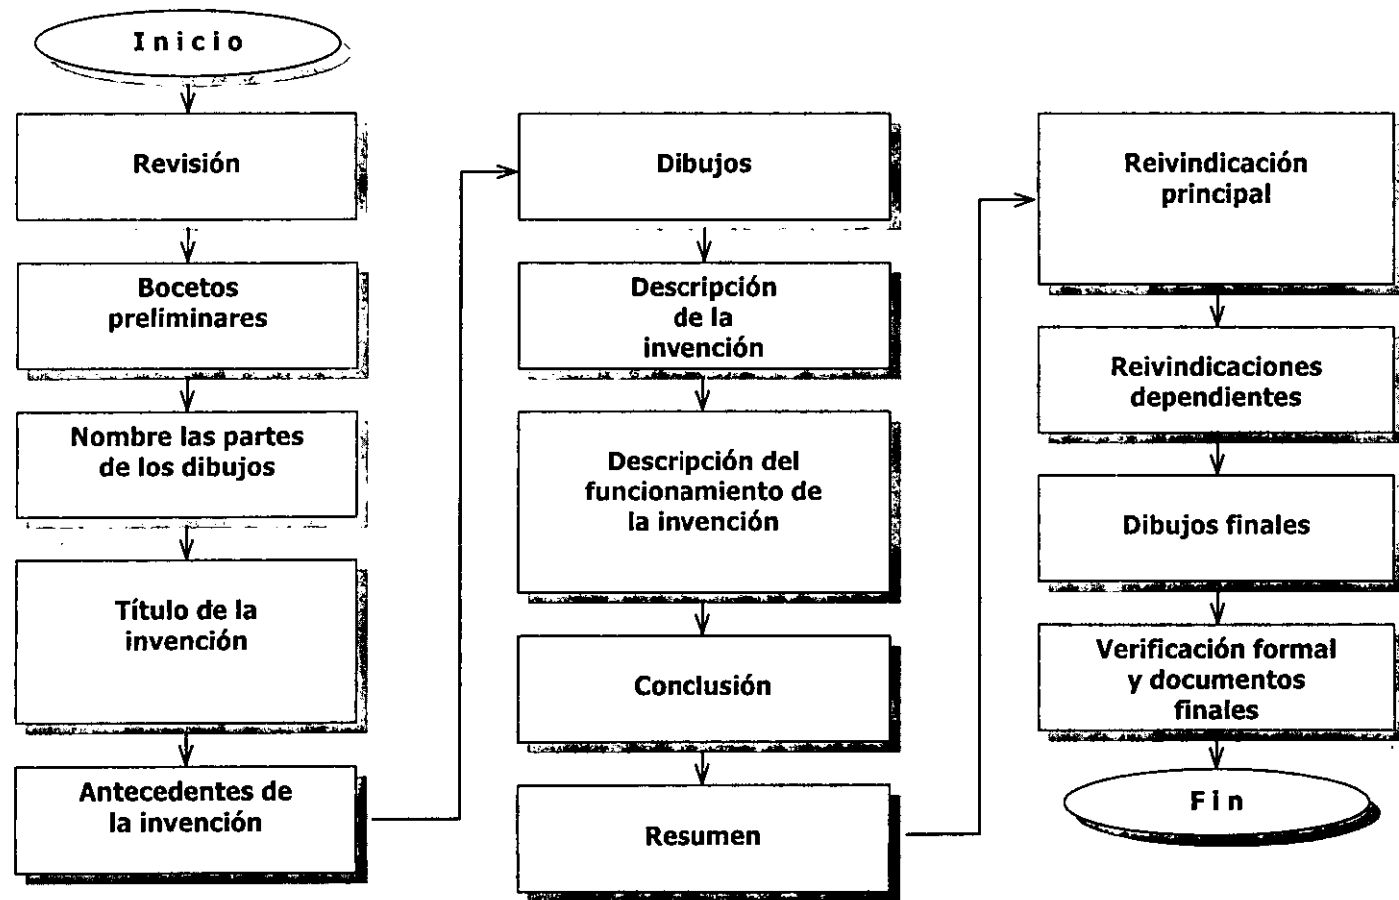 Inicio
Revisión
Bocetos
preliminares
Nombre las partes
de los dibujos
Título de la
invención
Antecedentes de
la invención
Dibujos
Descripción
de la
invención
Descripción del
funcionamiento de
la invención
Conclusión
Resumen
Reivindicación
principal
Reivindicaciones
dependientes
Dibujos finales
Verificación formal
y documentos
finales
Fin